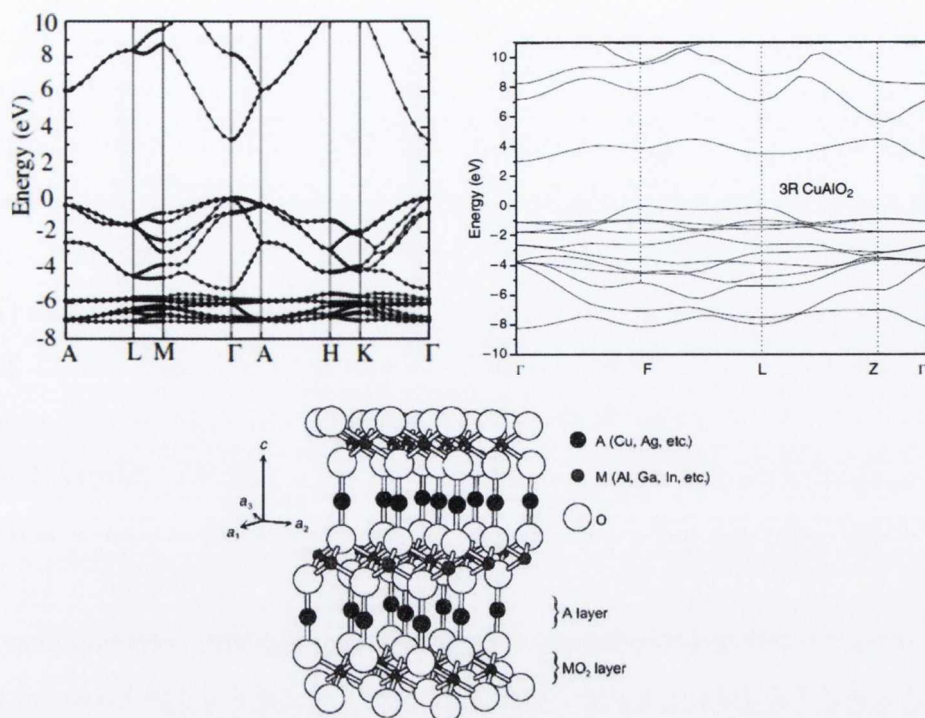 10
8
6
4
2
0
-2
-4
-6
-8
Energy (eV)
A L M Γ A H K Γ
10
8
6
4
2
0
-2
-4
-6
-8
-10
Energy (eV)
3R CuAlO₂
Γ F L Z Γ
c
a₃
a₁ a₂
A (Cu, Ag, etc.)
M (Al, Ga, In, etc.)
O
A layer
MO₂ layer